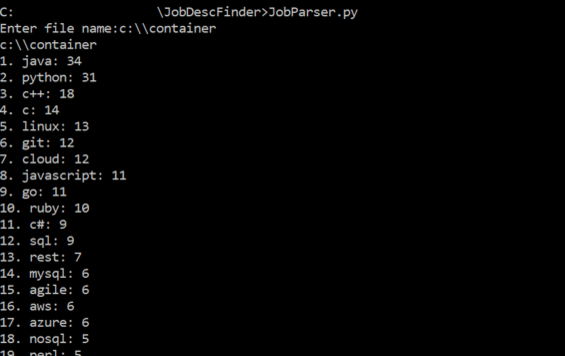 C:                    \JobDescFinder>JobParser.py
Enter file name:c:\\container
c:\\container
1. java: 34
2. python: 31
3. c++: 18
4. c: 14
5. linux: 13
6. git: 12
7. cloud: 12
8. javascript: 11
9. go: 11
10. ruby: 10
11. c#: 9
12. sql: 9
13. rest: 7
14. mysql: 6
15. agile: 6
16. aws: 6
17. azure: 6
18. nosql: 5
19. perl: 5